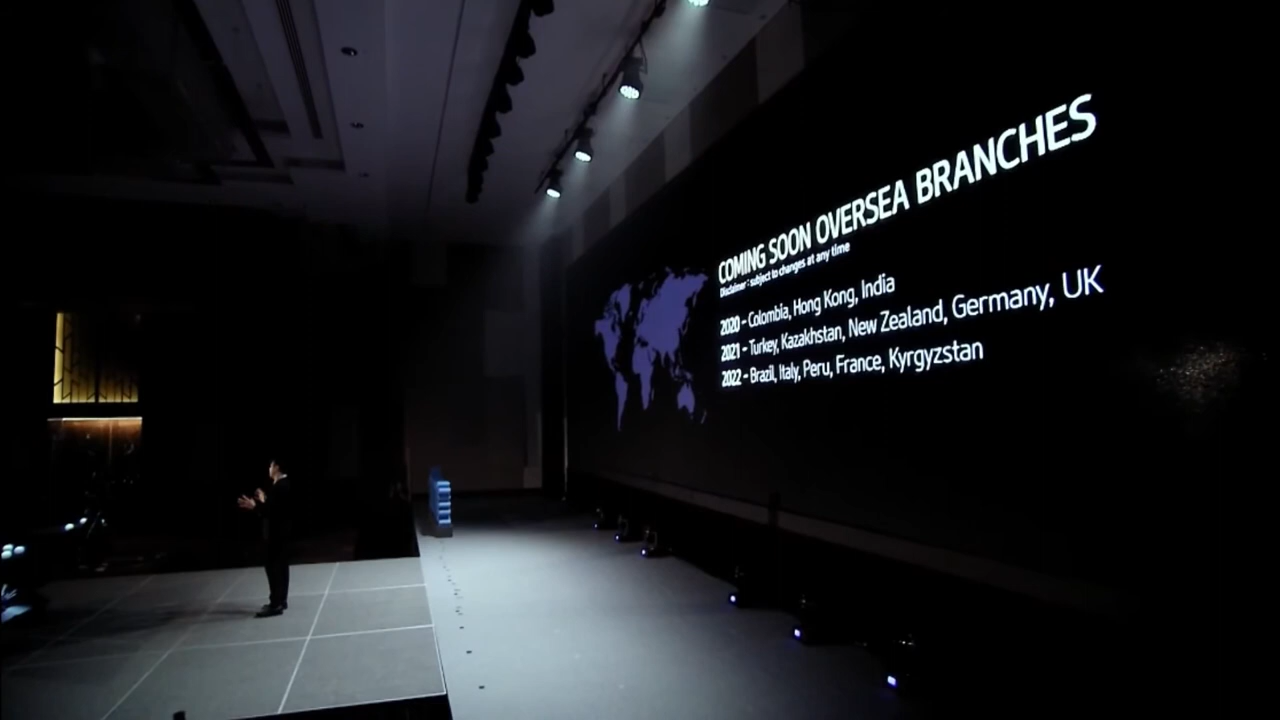 COMING SOON OVERSEA BRANCHES
Disclaimer : subject to changes at any time
2020 - Colombia, Hong Kong, India
2021 - Turkey, Kazakhstan, New Zealand, Germany, UK
2022 - Brazil, Italy, Peru, France, Kyrgyzstan